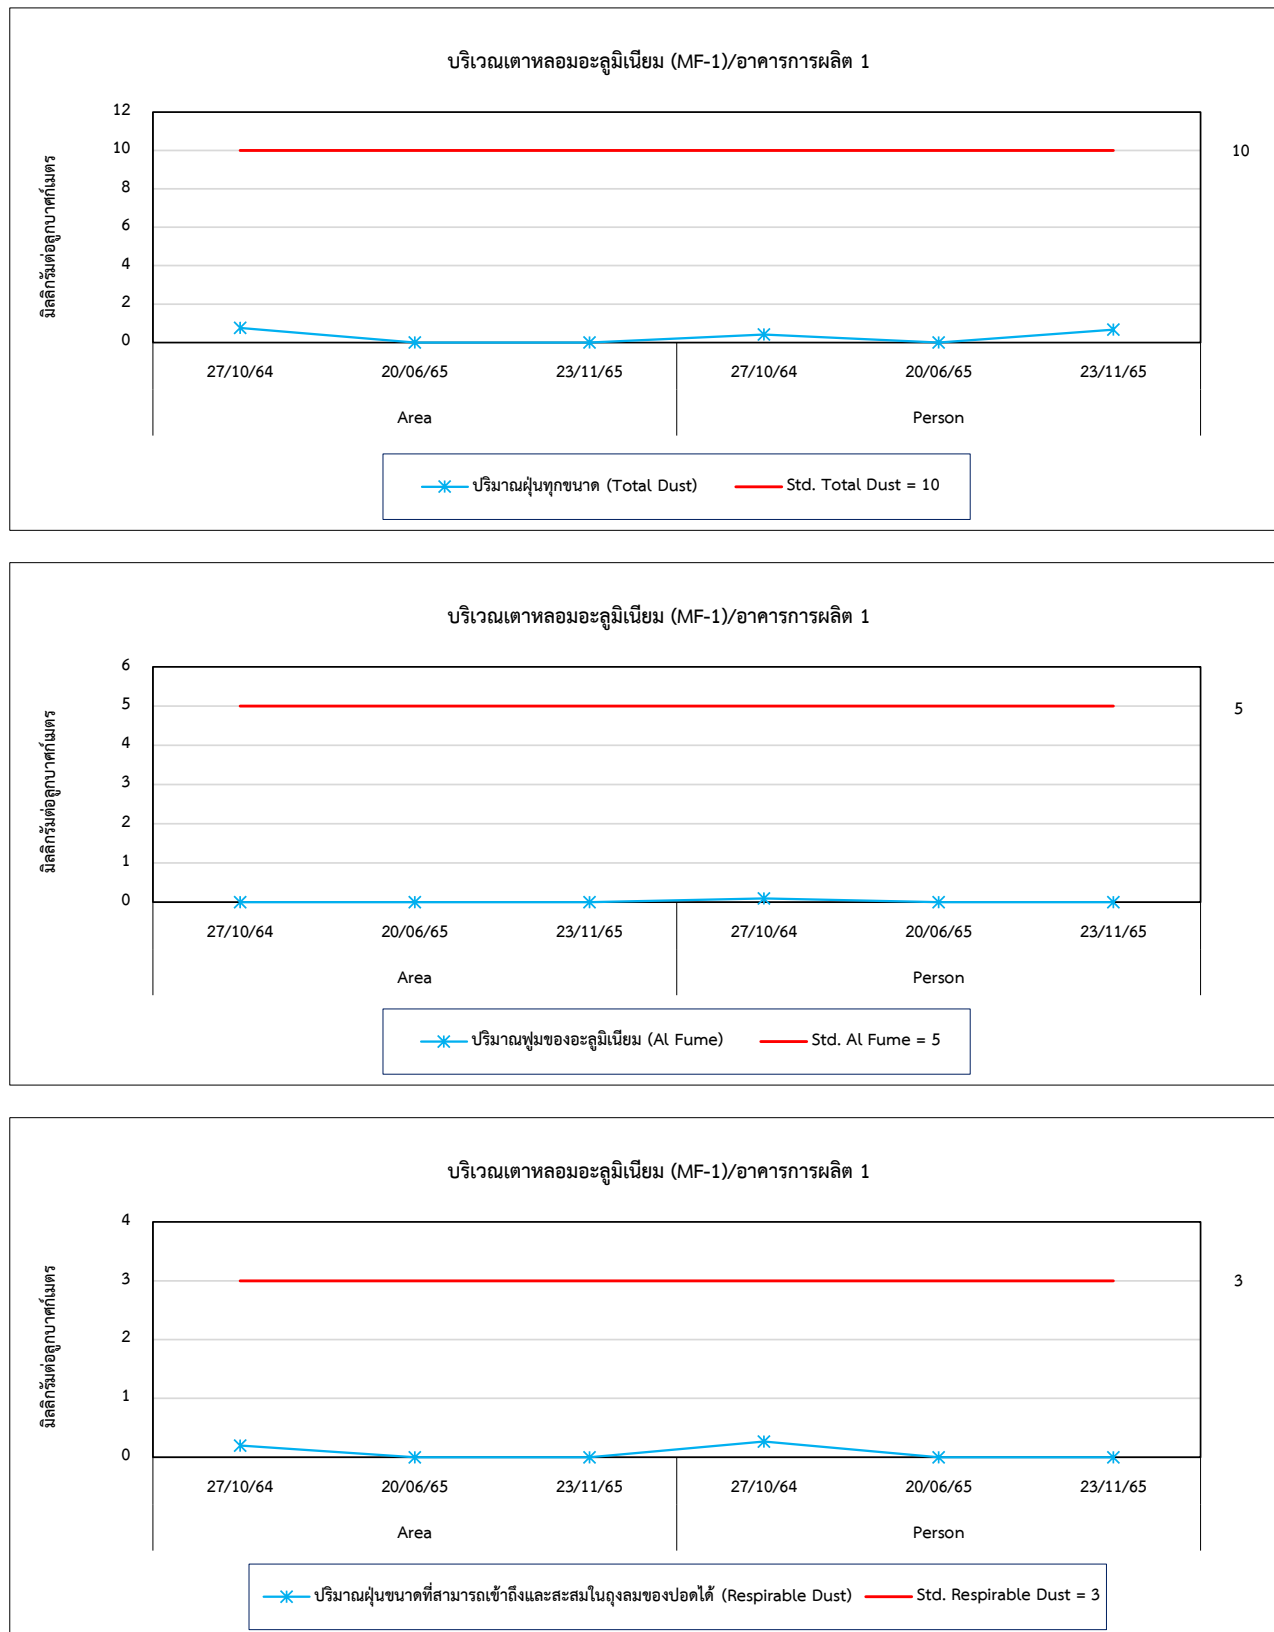 บริเวณเตาหลอมอะลูมิเนียม (MF-1)/อาคารการผลิต 1
มิลลิกรัมต่อลูกบาศก์เมตร
12
10
8
6
4
2
0
10
27/10/64 20/06/65 23/11/65 27/10/64 20/06/65 23/11/65
Area Person
ปริมาณฝุ่นทุกขนาด (Total Dust) Std. Total Dust = 10
บริเวณเตาหลอมอะลูมิเนียม (MF-1)/อาคารการผลิต 1
มิลลิกรัมต่อลูกบาศก์เมตร
6
5
4
3
2
1
0
5
27/10/64 20/06/65 23/11/65 27/10/64 20/06/65 23/11/65
Area Person
ปริมาณฟูมของอะลูมิเนียม (Al Fume) Std. Al Fume = 5
บริเวณเตาหลอมอะลูมิเนียม (MF-1)/อาคารการผลิต 1
มิลลิกรัมต่อลูกบาศก์เมตร
4
3
2
1
0
3
27/10/64 20/06/65 23/11/65 27/10/64 20/06/65 23/11/65
Area Person
ปริมาณฝุ่นขนาดที่สามารถเข้าถึงและสะสมในถุงลมของปอดได้ (Respirable Dust) Std. Respirable Dust = 3